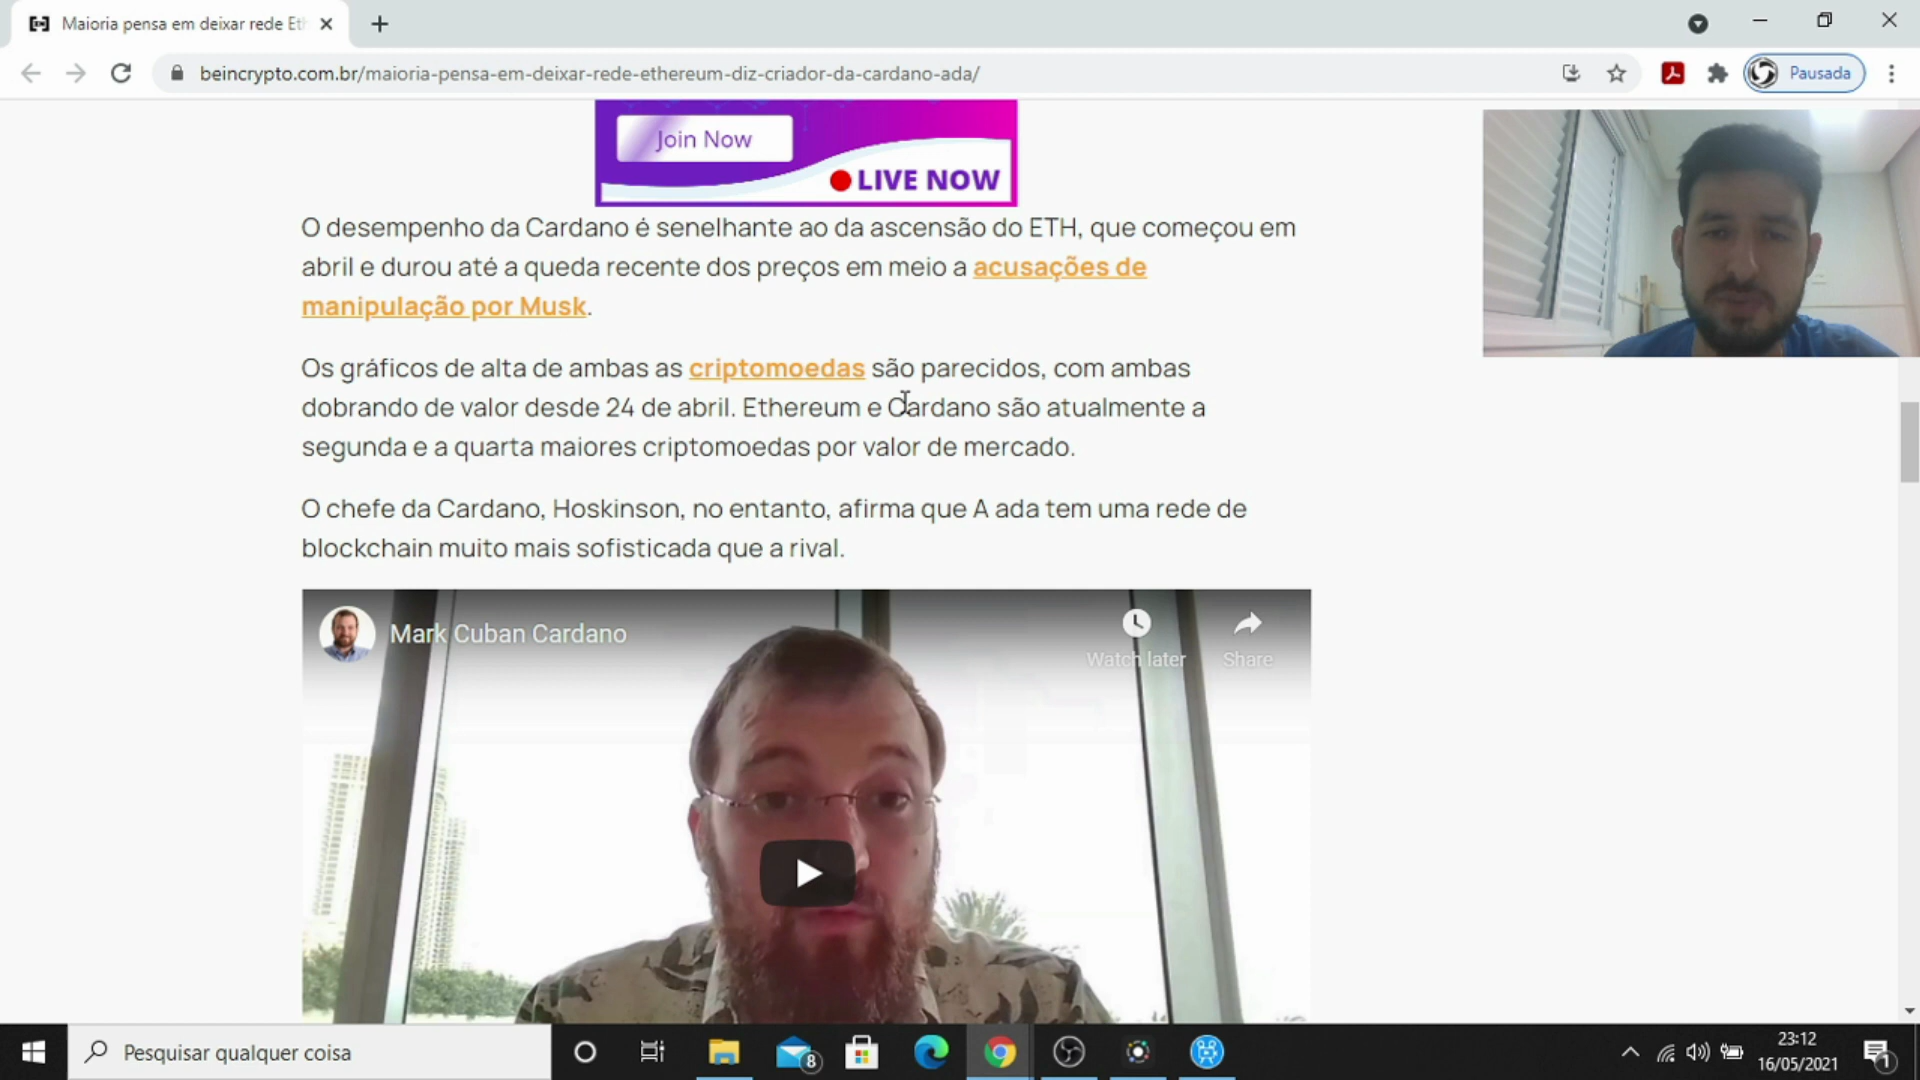 Maioria pensa em deixar rede Eth
beincrypto.com.br/maioria-pensa-em-deixar-rede-ethereum-diz-criador-da-cardano-ada/
Pausada
Join Now
LIVE NOW
O desempenho da Cardano é senelhante ao da ascensão do ETH, que começou em
abril e durou até a queda recente dos preços em meio a acusações de
manipulação por Musk.
Os gráficos de alta de ambas as criptomoedas são parecidos, com ambas
dobrando de valor desde 24 de abril. Ethereum e Cardano são atualmente a
segunda e a quarta maiores criptomoedas por valor de mercado.
O chefe da Cardano, Hoskinson, no entanto, afirma que A ada tem uma rede de
blockchain muito mais sofisticada que a rival.
Mark Cuban Cardano
Watch later
Share
Pesquisar qualquer coisa
8
23:12
16/05/2021
1